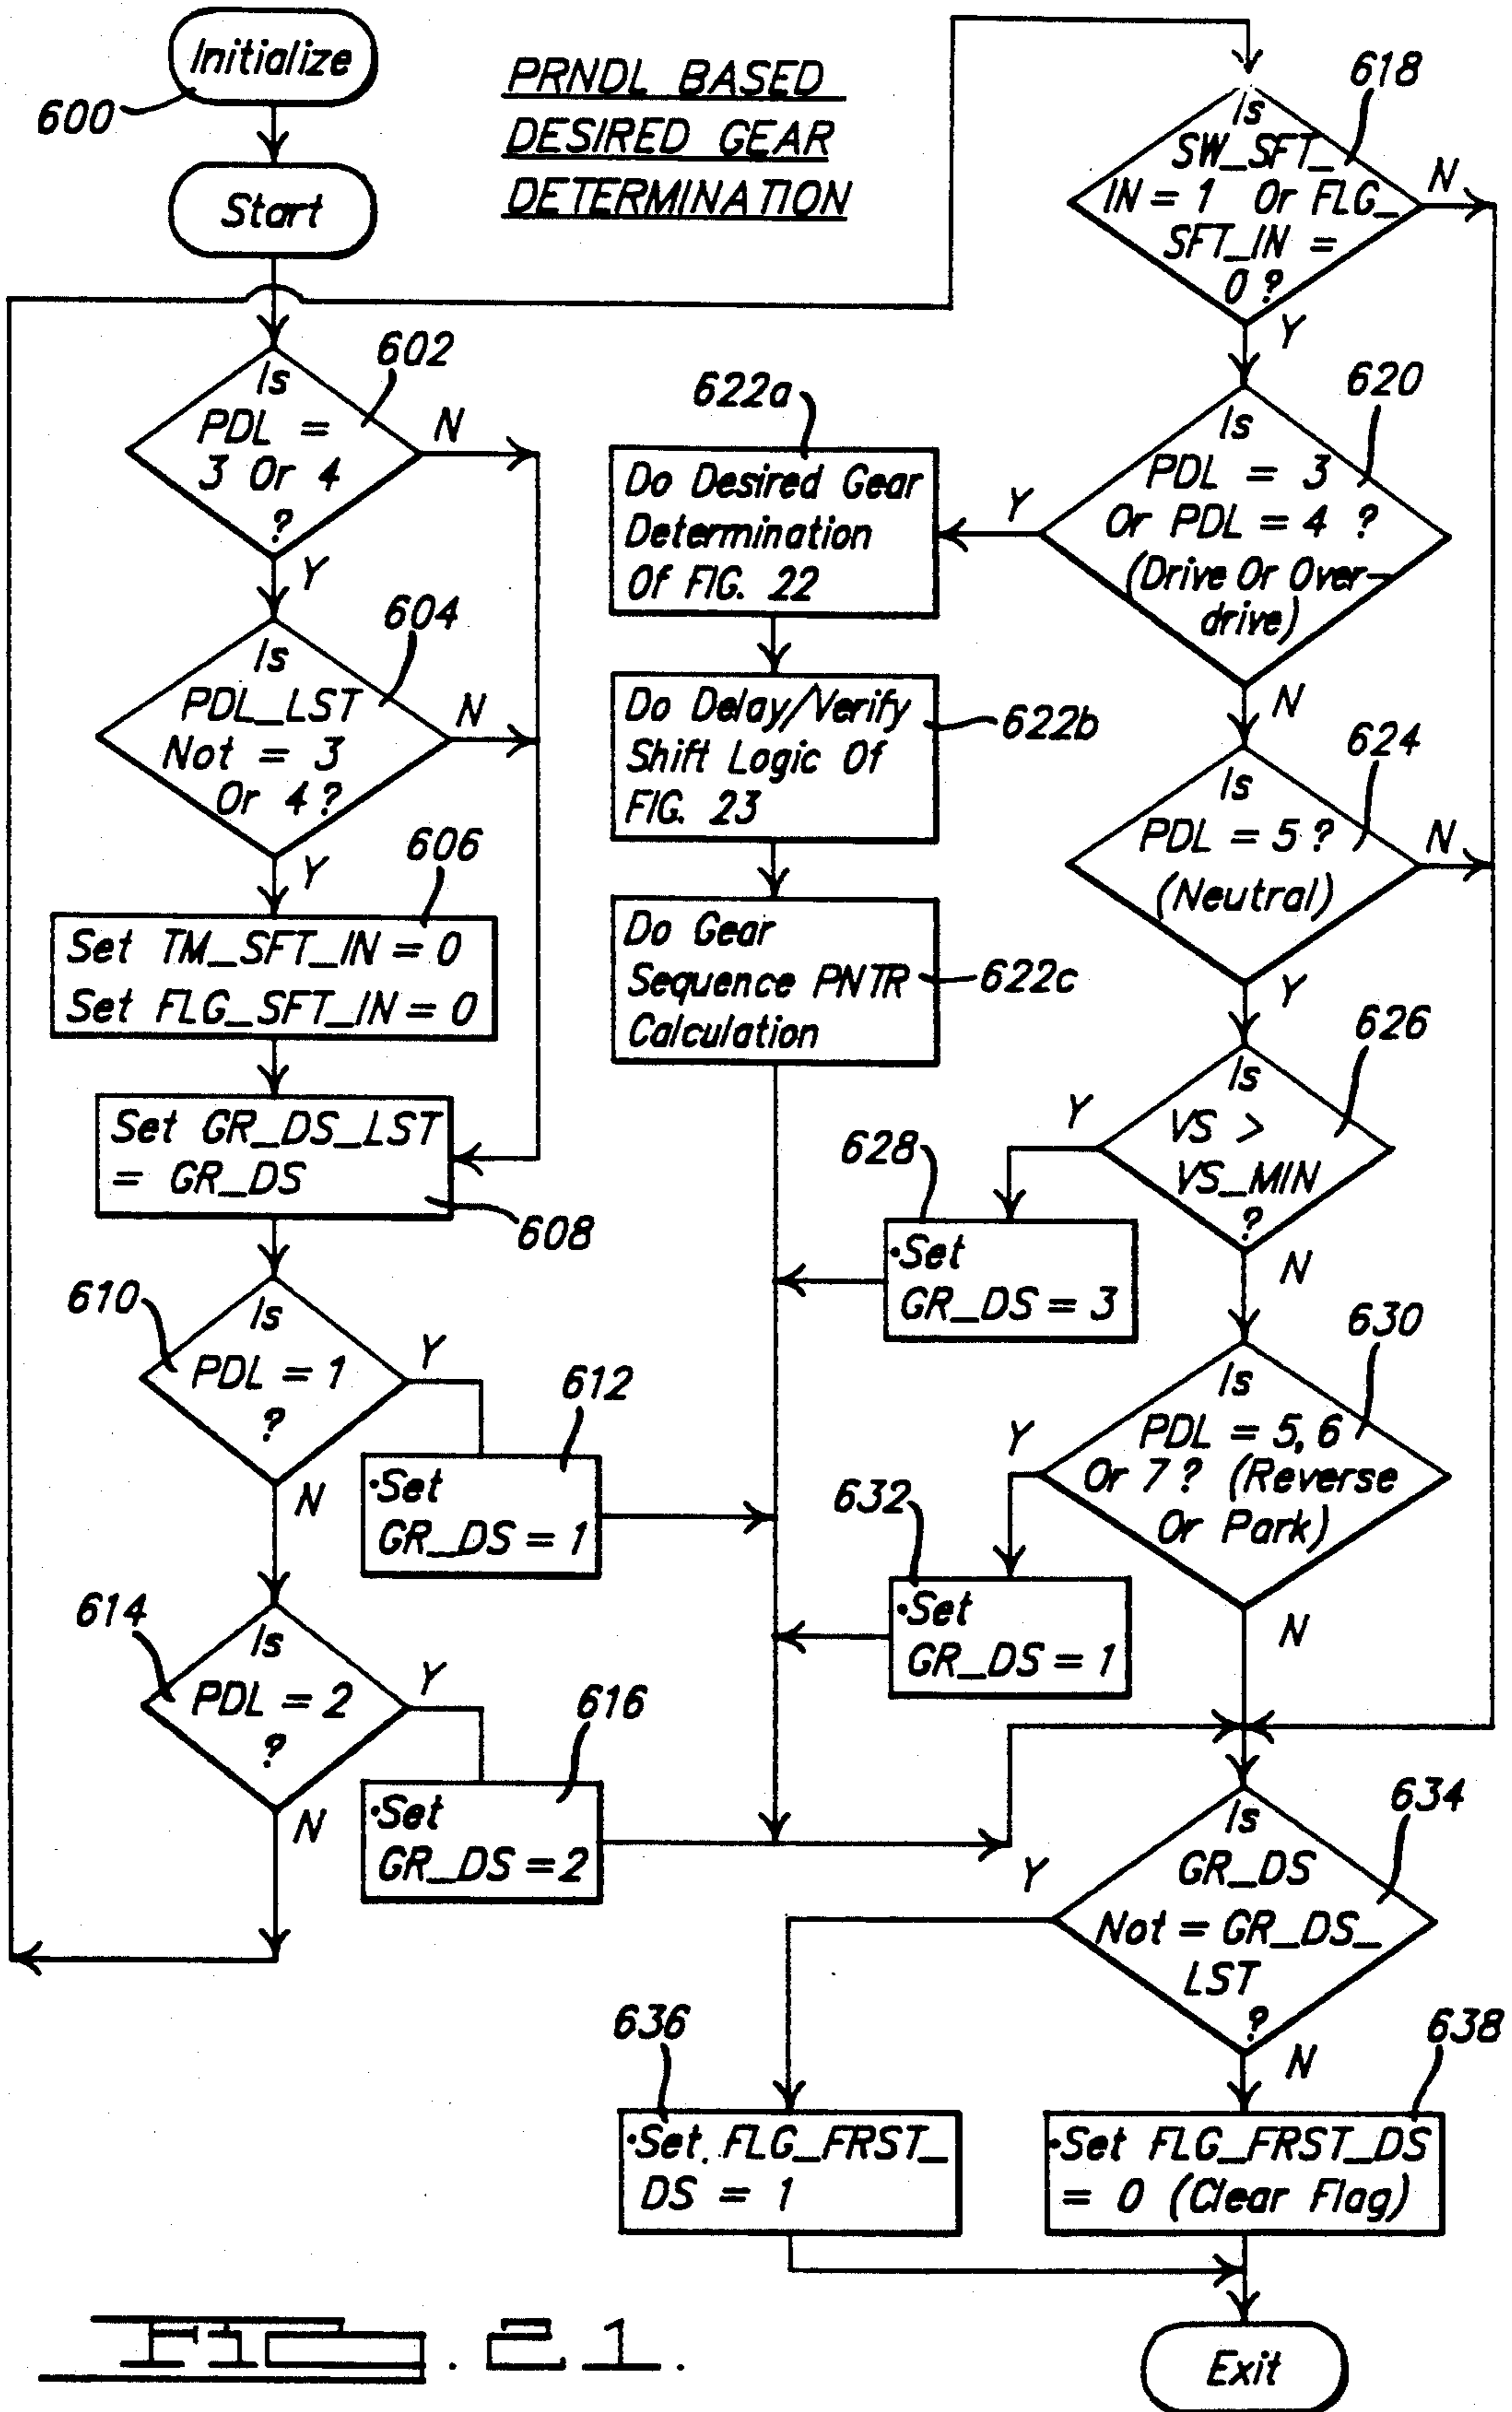 Initialize
600
Start
PRNDL BASED
DESIRED GEAR
DETERMINATION
602
Is
PDL =
3 Or 4
?
N
Y
604
Is
PDL_LST
Not = 3
Or 4?
N
Y
606
Set TM_SFT_IN = 0
Set FLG_SFT_IN = 0
Set GR_DS_LST
= GR_DS
608
610
Is
PDL = 1
?
Y
N
612
•Set
GR_DS = 1
614
Is
PDL = 2
?
Y
N
616
•Set
GR_DS = 2
618
Is
SW_SFT_
IN = 1 Or FLG_
SFT_IN =
0 ?
N
Y
620
Is
PDL = 3
Or PDL = 4 ?
(Drive Or Over-
drive)
Y
N
622a
Do Desired Gear
Determination
Of FIG. 22
Do Delay/Verify
Shift Logic Of
FIG. 23
622b
Do Gear
Sequence PNTR
Calculation
622c
624
Is
PDL = 5 ?
(Neutral)
N
Y
626
Is
VS >
VS_MIN
?
Y
N
628
•Set
GR_DS = 3
630
Is
PDL = 5, 6
Or 7 ? (Reverse
Or Park)
Y
N
632
•Set
GR_DS = 1
634
Is
GR_DS
Not = GR_DS_
LST
?
Y
N
636
•Set. FLG_FRST_
DS = 1
638
•Set FLG_FRST_DS
= 0 (Clear Flag)
Exit
FIG. 21.